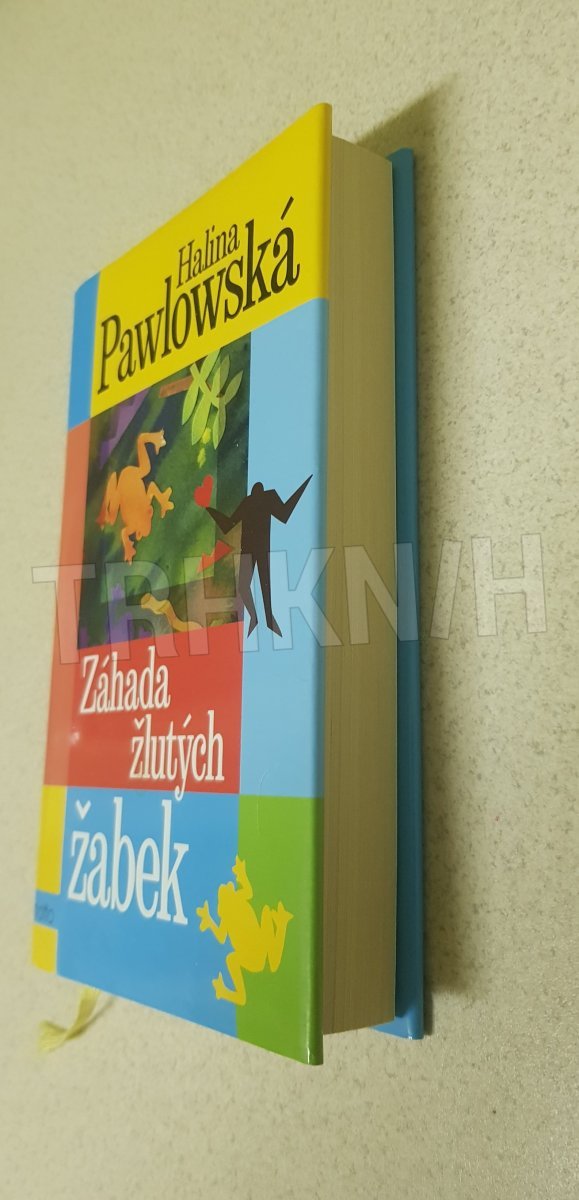 Halina
Pawlowská
TRHKNIH
Záhada
žlutých
žabek